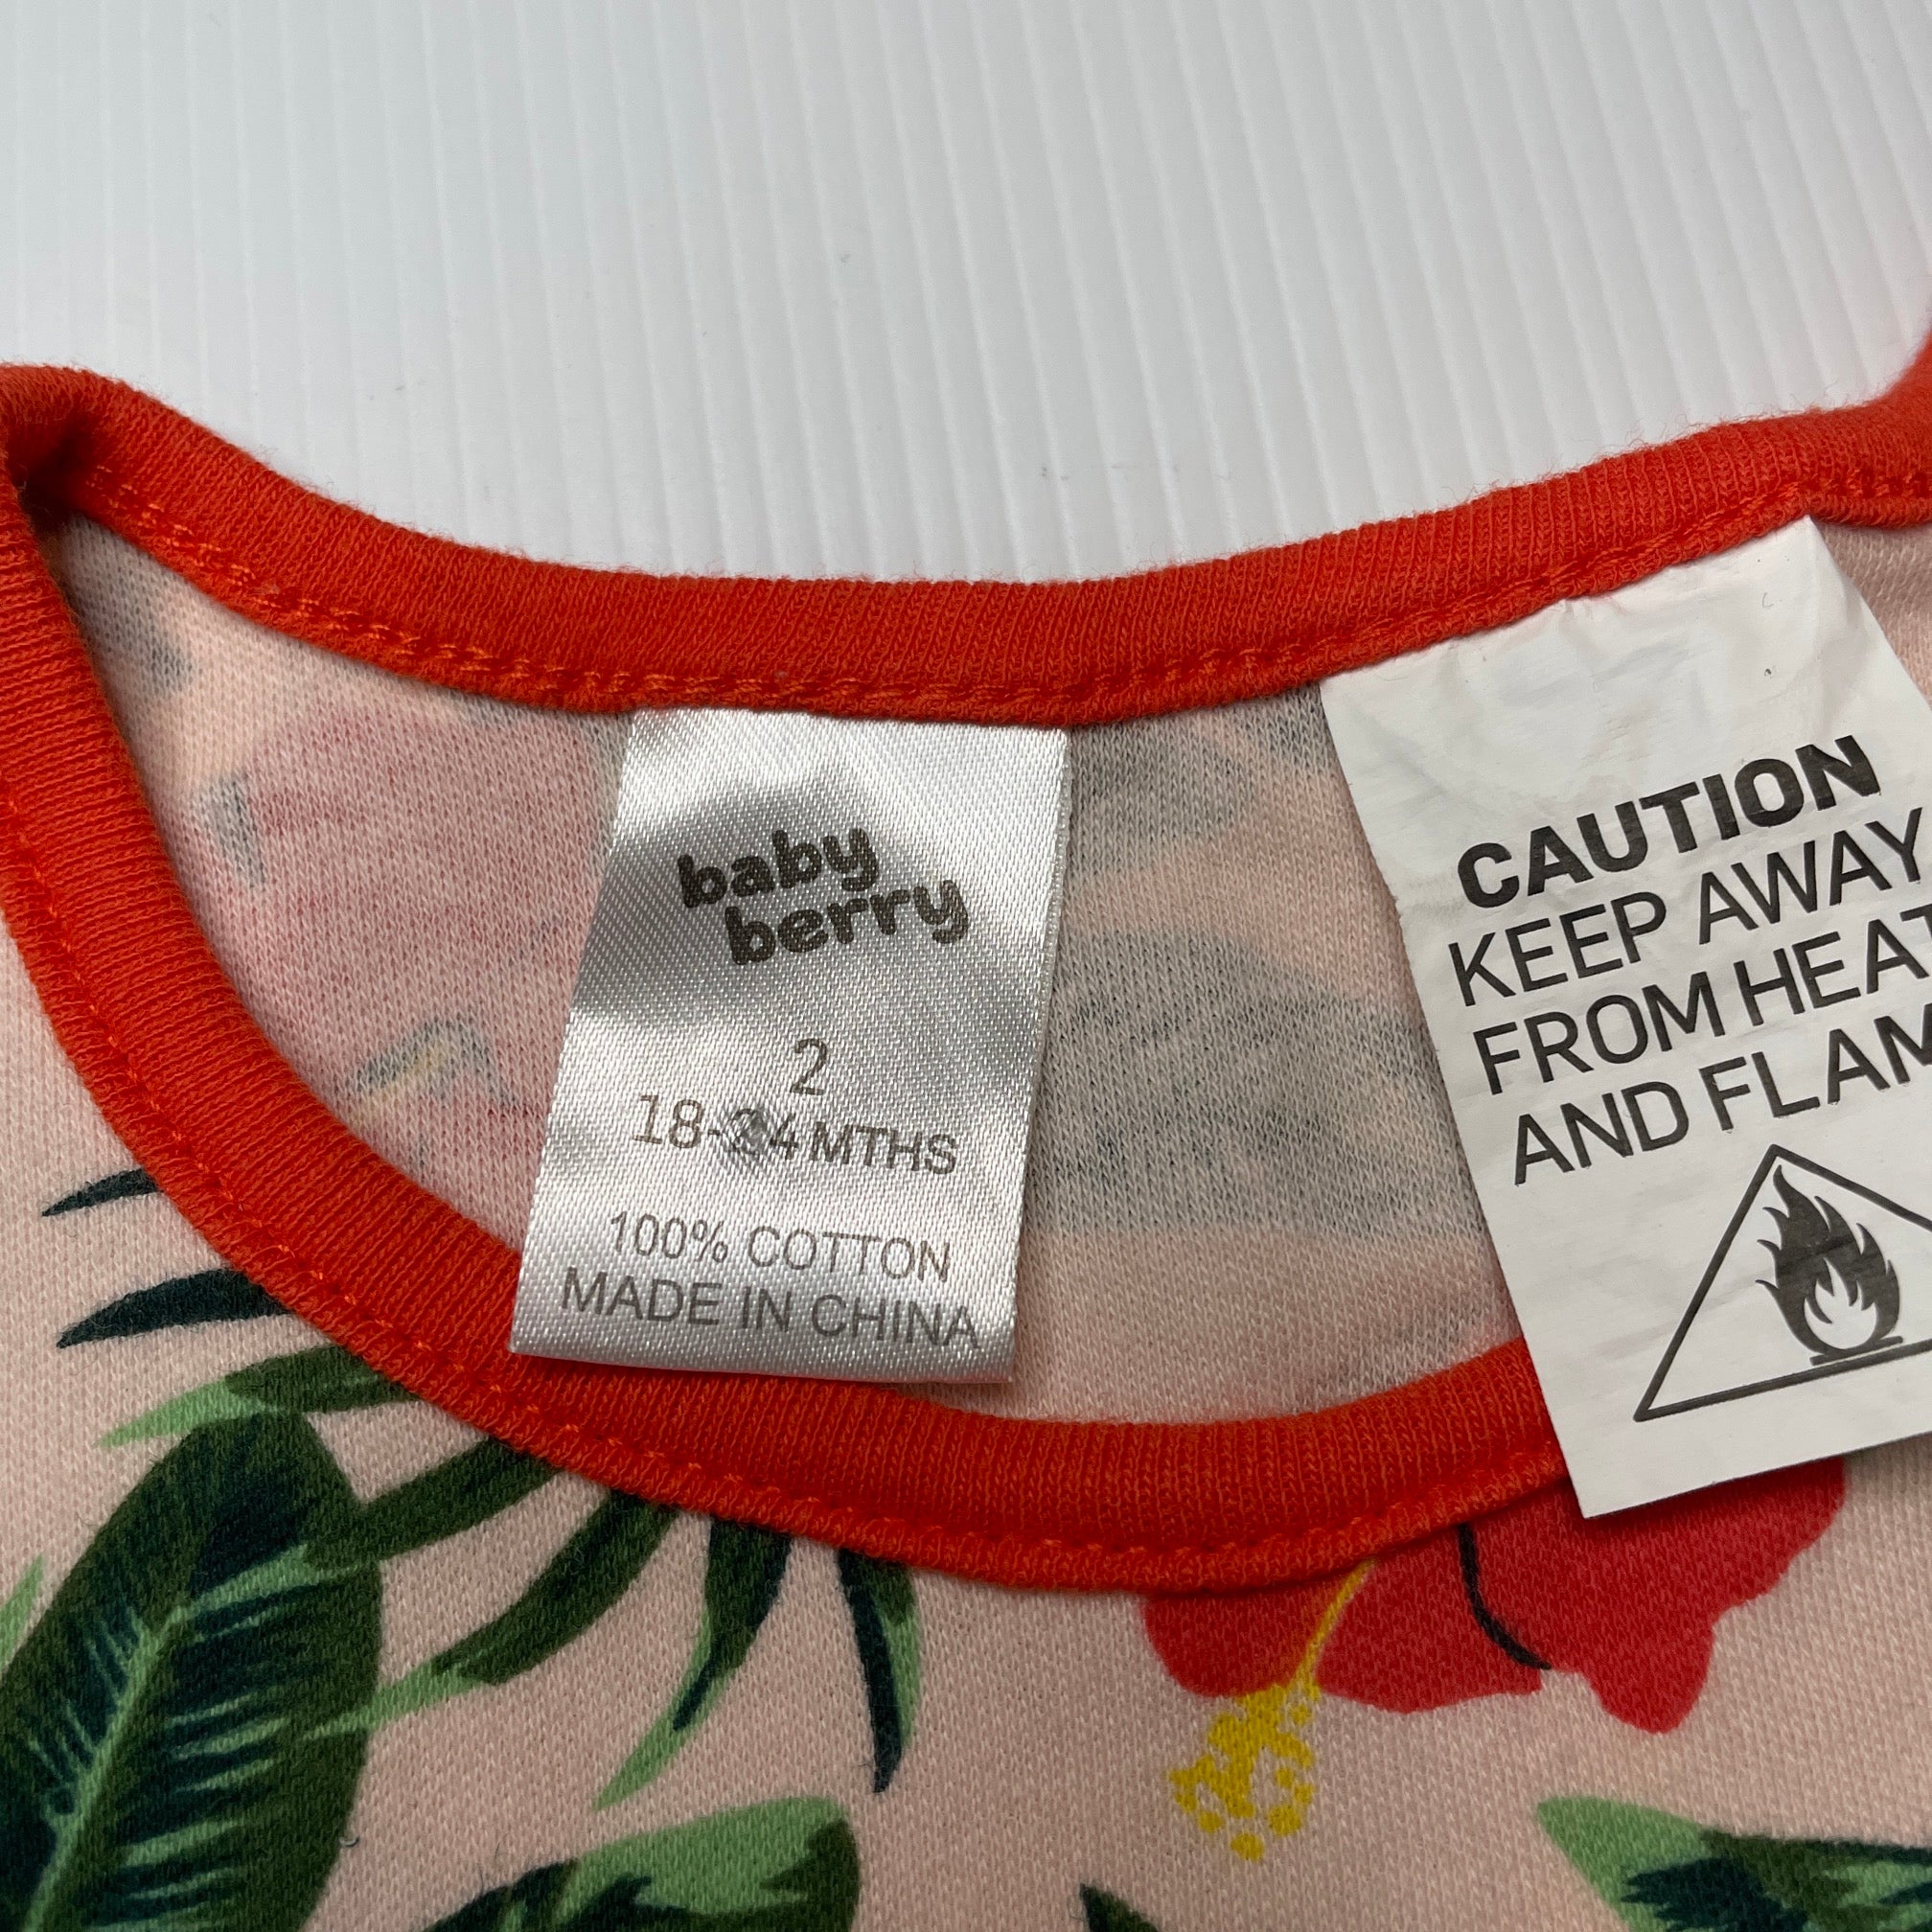 baby
berry
2
18-24 MTHS
100% COTTON
MADE IN CHINA
CAUTION
KEEP AWAY
FROM HEAT
AND FLAM